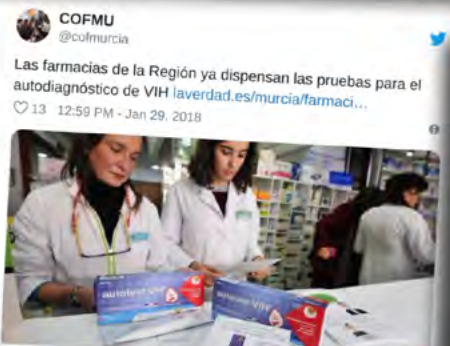 COFMU
@cofmurcia
Las farmacias de la Región ya dispensan las pruebas para el
autodiagnóstico de VIH laverdad.es/murcia/farmaci...
13 12:59 PM - Jan 29, 2018
autotest VIH
autotest VIH